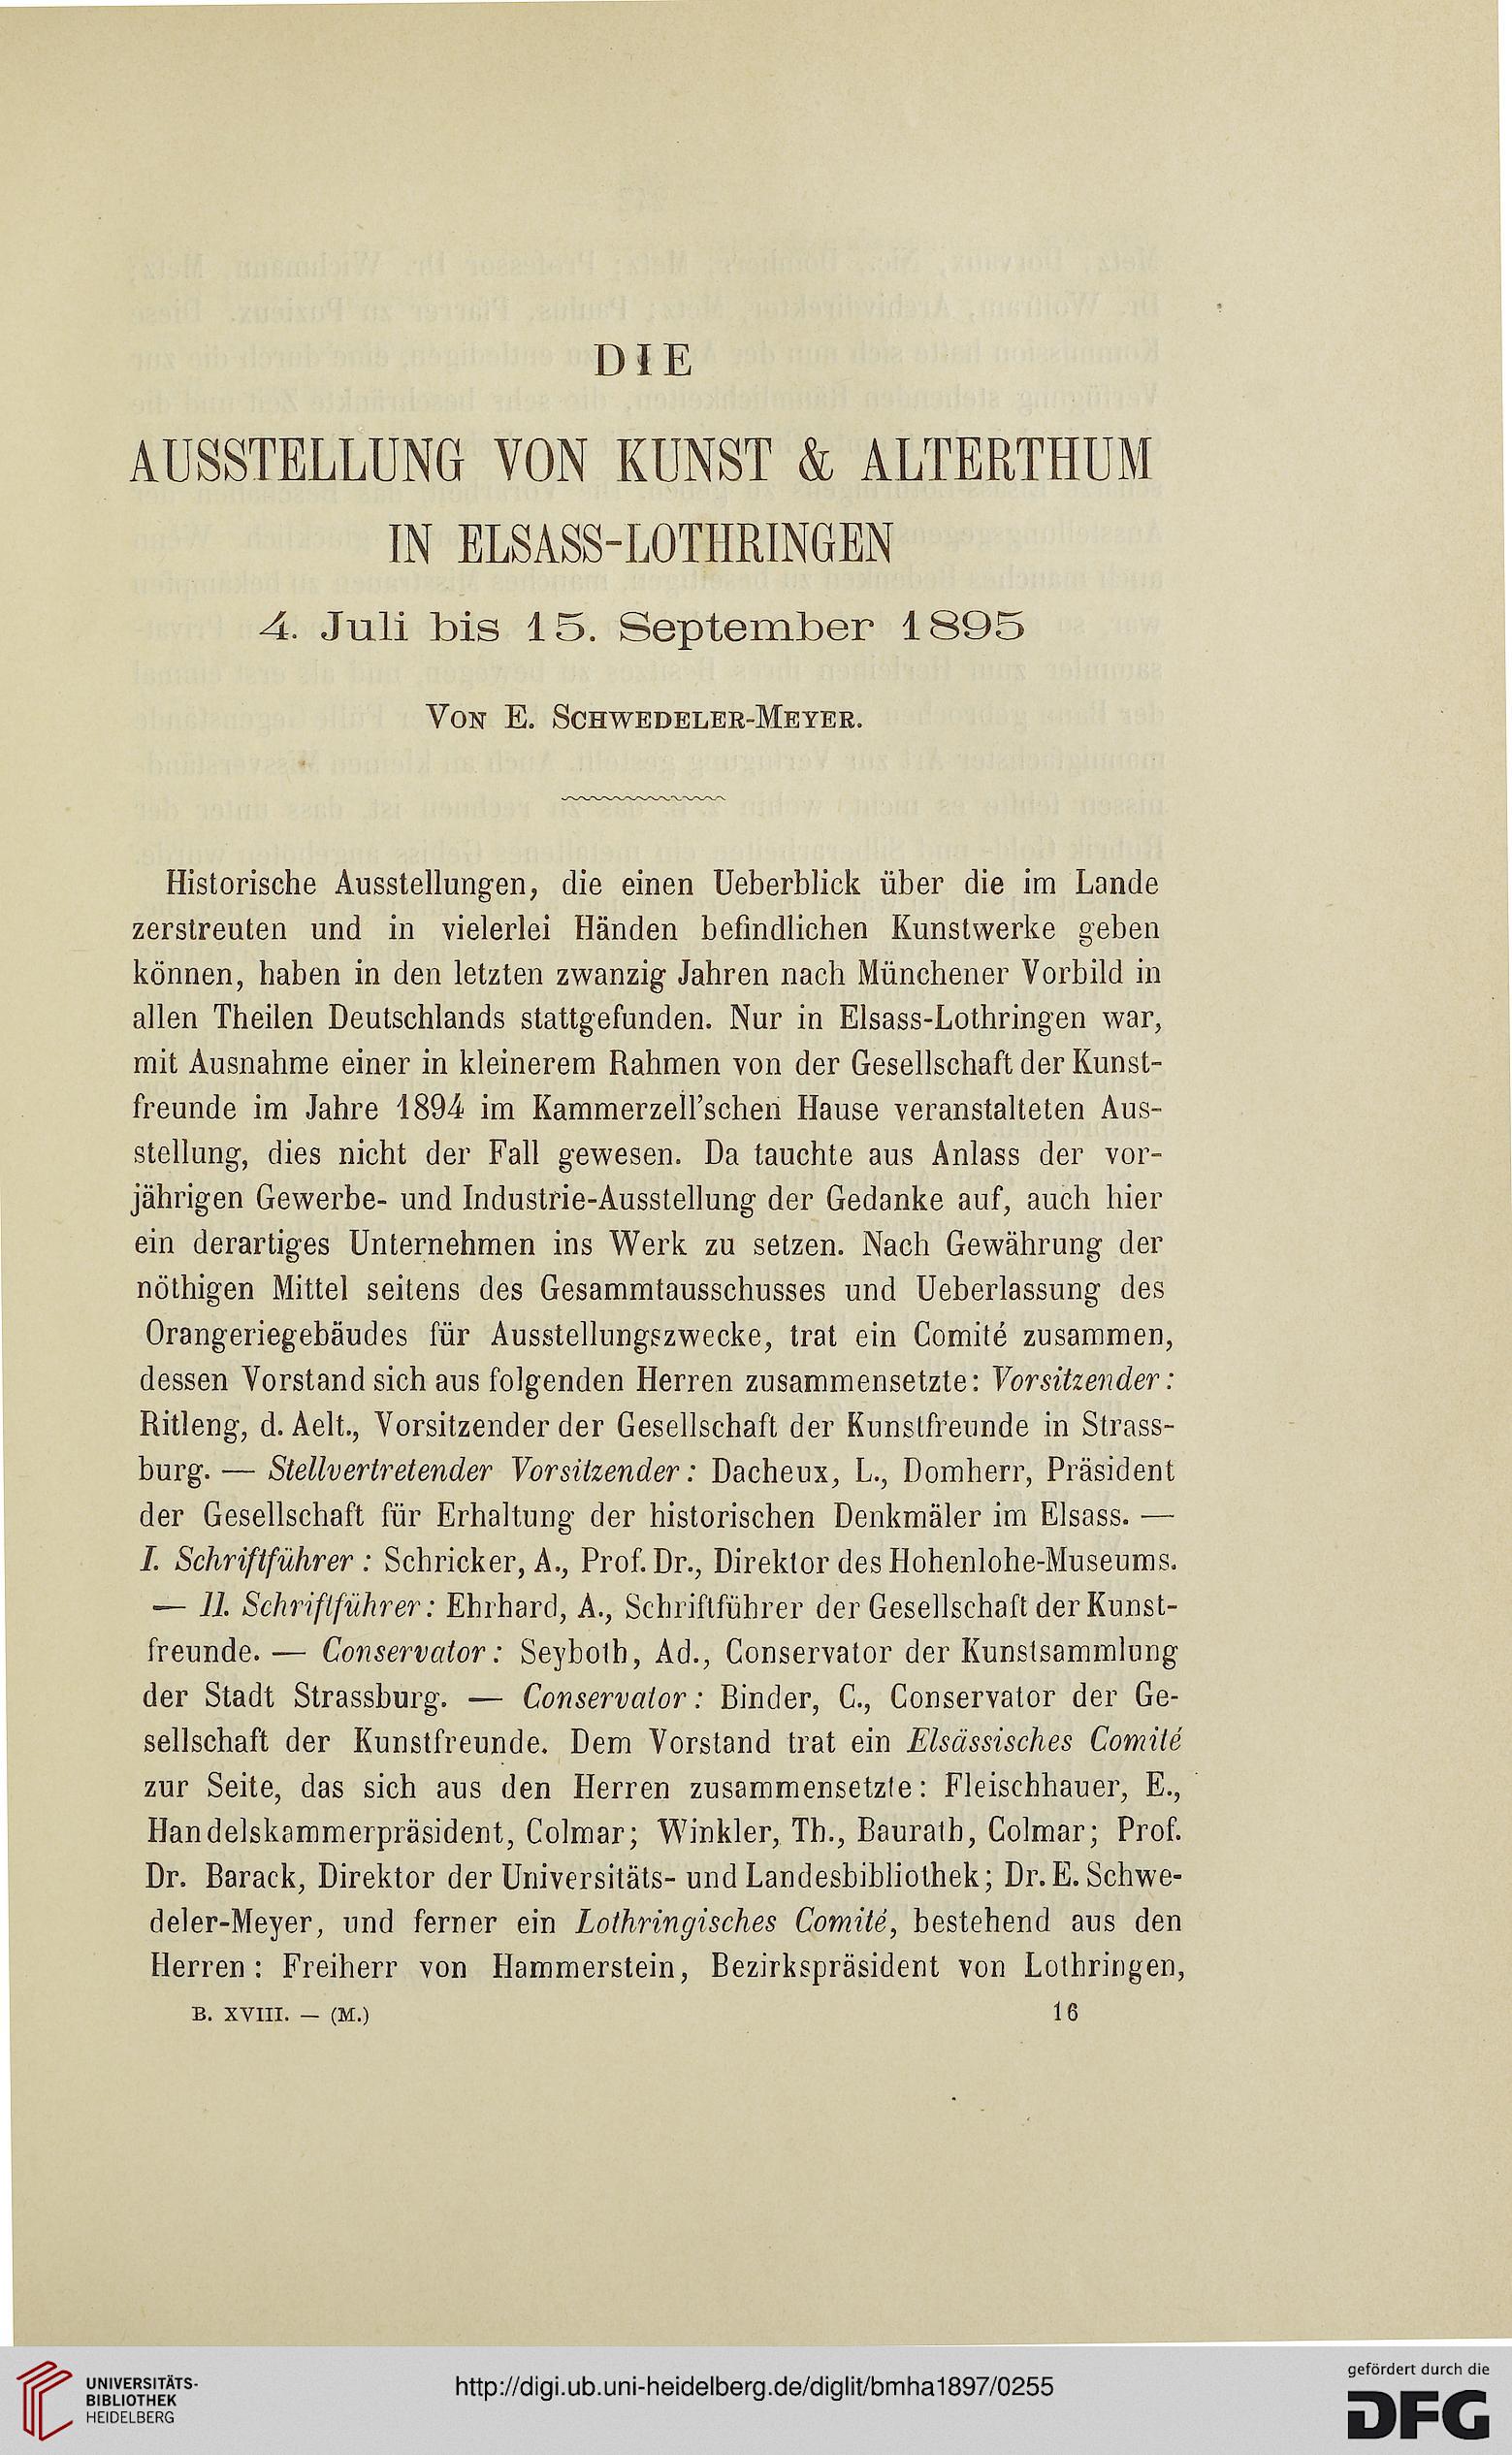 DIE
AUSSTELLUNG VON KUNST & ALTERTHUM
IN ELSASS-LOTHRINGEN
4. Juli bis 15. September 1895
Von E. Schwedeler-Meyer.
Historische Ausstellungen, die einen Ueberblick über die im Lande
zerstreuten und in vielerlei Händen befindlichen Kunstwerke geben
können, haben in den letzten zwanzig Jahren nach Münchener Vorbild in
allen Theilen Deutschlands stattgefunden. Nur in Elsass-Lothringen war,
mit Ausnahme einer in kleinerem Rahmen von der Gesellschaft der Kunst-
freunde im Jahre 1894 im Kammerzell'schen Hause veranstalteten Aus-
stellung, dies nicht der Fall gewesen. Da tauchte aus Anlass der vor-
jährigen Gewerbe- und Industrie-Ausstellung der Gedanke auf, auch hier
ein derartiges Unternehmen ins Werk zu setzen. Nach Gewährung der
nöthigen Mittel seitens des Gesammtausschusses und Ueberlassung des
Orangeriegebäudes für Ausstellungszwecke, trat ein Comité zusammen,
dessen Vorstand sich aus folgenden Herren zusammensetzte: Vorsitzender:
Ritleng, d. Aelt., Vorsitzender der Gesellschaft der Kunstfreunde in Strass-
burg. — Stellvertretender Vorsitzender: Dacheux, L., Domherr, Präsident
der Gesellschaft für Erhaltung der historischen Denkmäler im Elsass. —
I. Schriftführer: Schricker, A., Prof. Dr., Direktor des Hohenlohe-Museums.
— II. Schriftführer: Ehrhard, A., Schriftführer der Gesellschaft der Kunst-
freunde. — Conservator: Seyboth, Ad., Conservator der Kunstsammlung
der Stadt Strassburg. — Conservator: Binder, C., Conservator der Ge-
sellschaft der Kunstfreunde. Dem Vorstand trat ein Elsässisches Comité
zur Seite, das sich aus den Herren zusammensetzte: Fleischhauer, E.,
Handelskammerpräsident, Colmar; Winkler, Th., Baurath, Colmar; Prof.
Dr. Barack, Direktor der Universitäts- und Landesbibliothek; Dr. E. Schwe-
deler-Meyer, und ferner ein Lothringisches Comité, bestehend aus den
Herren: Freiherr von Hammerstein, Bezirkspräsident von Lothringen,
B. XVIII. — (M.) 16
UNIVERSITÄTS-
BIBLIOTHEK
HEIDELBERG
http://digi.ub.uni-heidelberg.de/diglit/bmha1897/0255
gefördert durch die
DFG